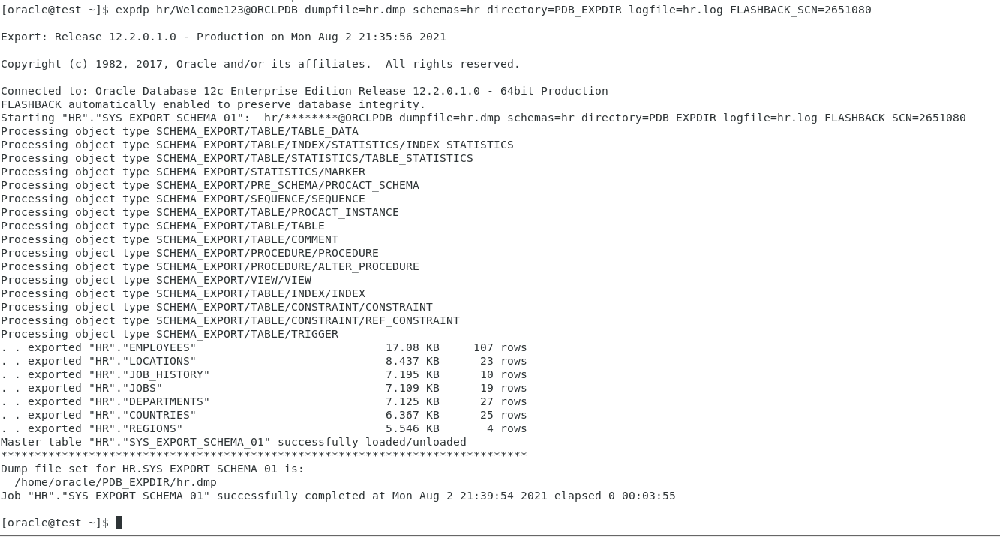 [oracle@test ~]$ expdp hr/Welcome123@ORCLPDB dumpfile=hr.dmp schemas=hr directory=PDB_EXPDIR logfile=hr.log FLASHBACK_SCN=2651080
Export: Release 12.2.0.1.0 - Production on Mon Aug 2 21:35:56 2021
Copyright (c) 1982, 2017, Oracle and/or its affiliates.  All rights reserved.
Connected to: Oracle Database 12c Enterprise Edition Release 12.2.0.1.0 - 64bit Production
FLASHBACK automatically enabled to preserve database integrity.
Starting "HR"."SYS_EXPORT_SCHEMA_01":  hr/********@ORCLPDB dumpfile=hr.dmp schemas=hr directory=PDB_EXPDIR logfile=hr.log FLASHBACK_SCN=2651080
Processing object type SCHEMA_EXPORT/TABLE/TABLE_DATA
Processing object type SCHEMA_EXPORT/TABLE/INDEX/STATISTICS/INDEX_STATISTICS
Processing object type SCHEMA_EXPORT/TABLE/STATISTICS/TABLE_STATISTICS
Processing object type SCHEMA_EXPORT/STATISTICS/MARKER
Processing object type SCHEMA_EXPORT/PRE_SCHEMA/PROCACT_SCHEMA
Processing object type SCHEMA_EXPORT/SEQUENCE/SEQUENCE
Processing object type SCHEMA_EXPORT/TABLE/PROCACT_INSTANCE
Processing object type SCHEMA_EXPORT/TABLE/TABLE
Processing object type SCHEMA_EXPORT/TABLE/COMMENT
Processing object type SCHEMA_EXPORT/PROCEDURE/PROCEDURE
Processing object type SCHEMA_EXPORT/PROCEDURE/ALTER_PROCEDURE
Processing object type SCHEMA_EXPORT/VIEW/VIEW
Processing object type SCHEMA_EXPORT/TABLE/INDEX/INDEX
Processing object type SCHEMA_EXPORT/TABLE/CONSTRAINT/CONSTRAINT
Processing object type SCHEMA_EXPORT/TABLE/CONSTRAINT/REF_CONSTRAINT
Processing object type SCHEMA_EXPORT/TABLE/TRIGGER
. . exported "HR"."EMPLOYEES"                            17.08 KB     107 rows
. . exported "HR"."LOCATIONS"                            8.437 KB      23 rows
. . exported "HR"."JOB_HISTORY"                          7.195 KB      10 rows
. . exported "HR"."JOBS"                                 7.109 KB      19 rows
. . exported "HR"."DEPARTMENTS"                          7.125 KB      27 rows
. . exported "HR"."COUNTRIES"                            6.367 KB      25 rows
. . exported "HR"."REGIONS"                              5.546 KB       4 rows
Master table "HR"."SYS_EXPORT_SCHEMA_01" successfully loaded/unloaded
******************************************************************************
Dump file set for HR.SYS_EXPORT_SCHEMA_01 is:
  /home/oracle/PDB_EXPDIR/hr.dmp
Job "HR"."SYS_EXPORT_SCHEMA_01" successfully completed at Mon Aug 2 21:39:54 2021 elapsed 0 00:03:55
[oracle@test ~]$